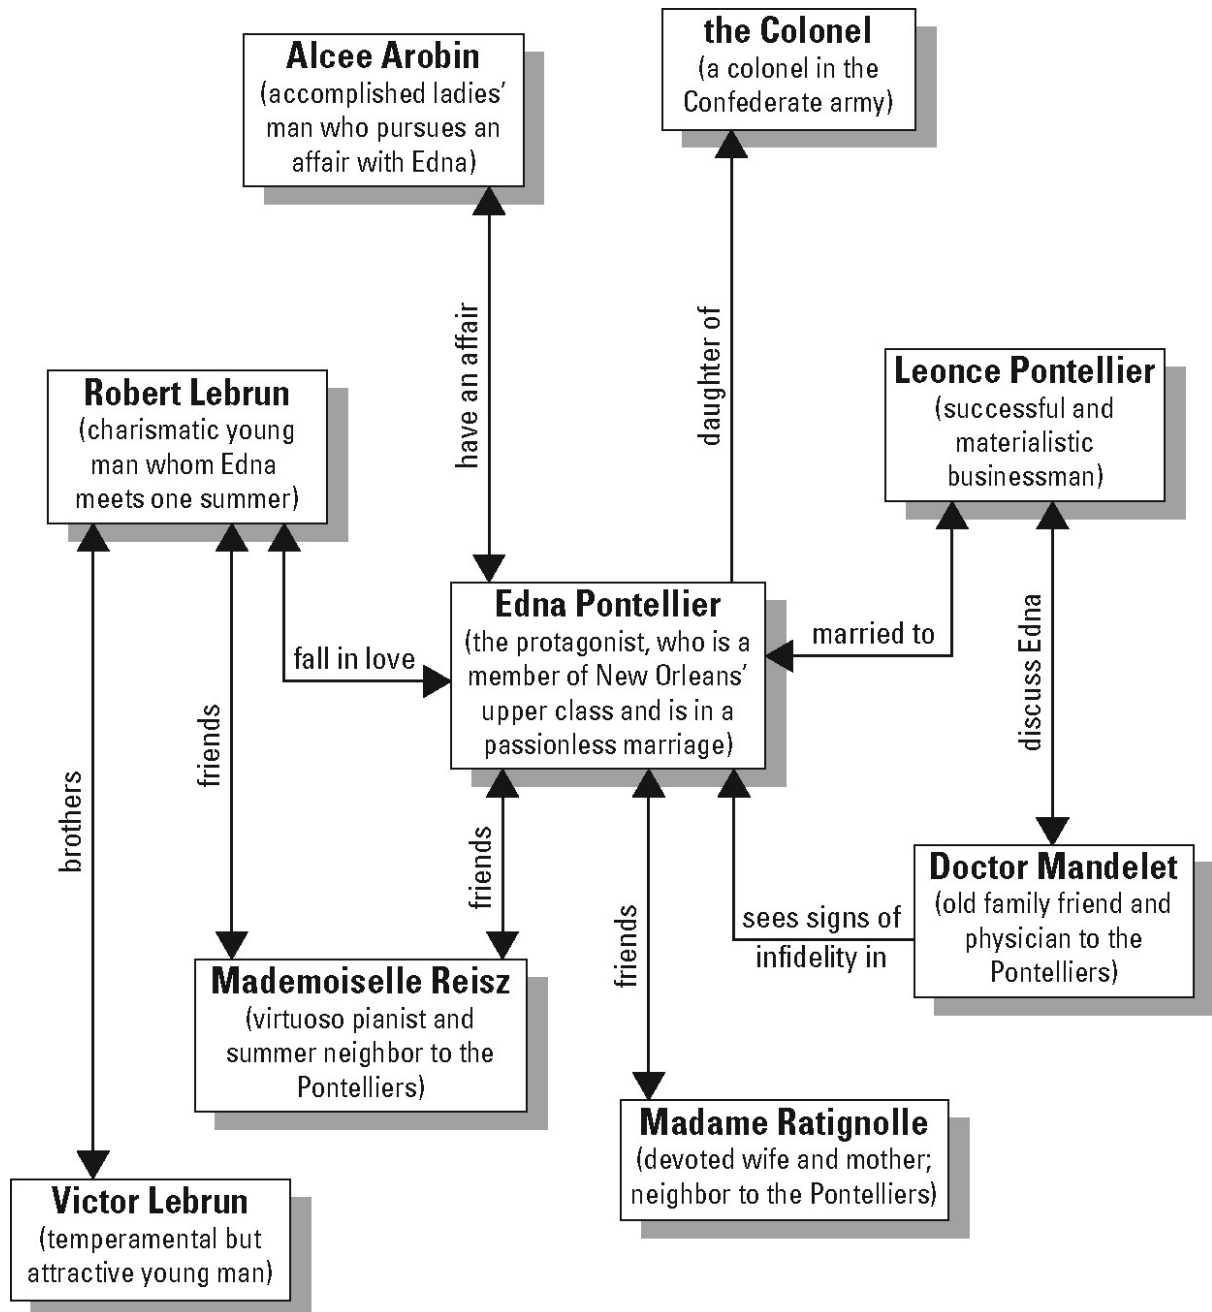 the Colonel
(a colonel in the
Confederate army)
Alcee Arobin
(accomplished ladies’
man who pursues an
affair with Edna)
have an affair
daughter of
Leonce Pontellier
(successful and
materialistic
businessman)
Robert Lebrun
(charismatic young
man whom Edna
meets one summer)
Edna Pontellier
(the protagonist, who is a
member of New Orleans’
upper class and is in a
passionless marriage)
fall in love
married to
discuss Edna
brothers
friends
friends
friends
sees signs of
infidelity in
Doctor Mandelet
(old family friend and
physician to the
Pontelliers)
Mademoiselle Reisz
(virtuoso pianist and
summer neighbor to the
Pontelliers)
Madame Ratignolle
(devoted wife and mother;
neighbor to the Pontelliers)
Victor Lebrun
(temperamental but
attractive young man)